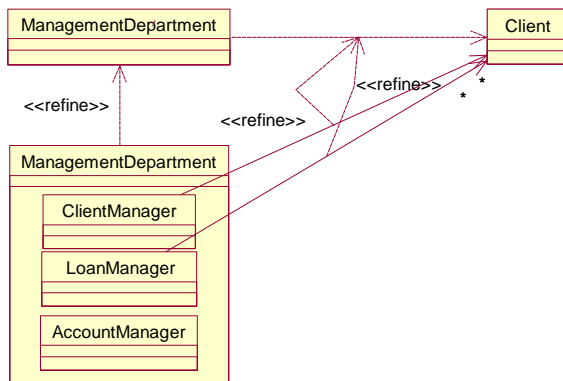 ManagementDepartment
Client
<<refine>>
<<refine>>
<<refine>>
*
*
ManagementDepartment
ClientManager
LoanManager
AccountManager